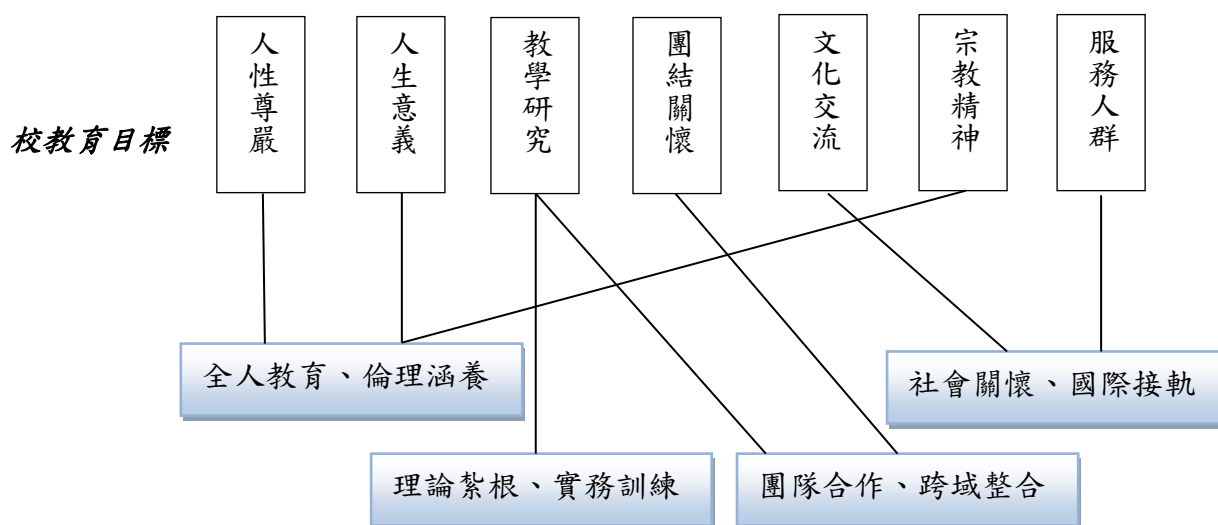 人性尊嚴
人生意義
教學研究
團結關懷
文化交流
宗教精神
服務人群
校教育目標
全人教育、倫理涵養
社會關懷、國際接軌
理論紮根、實務訓練
團隊合作、跨域整合